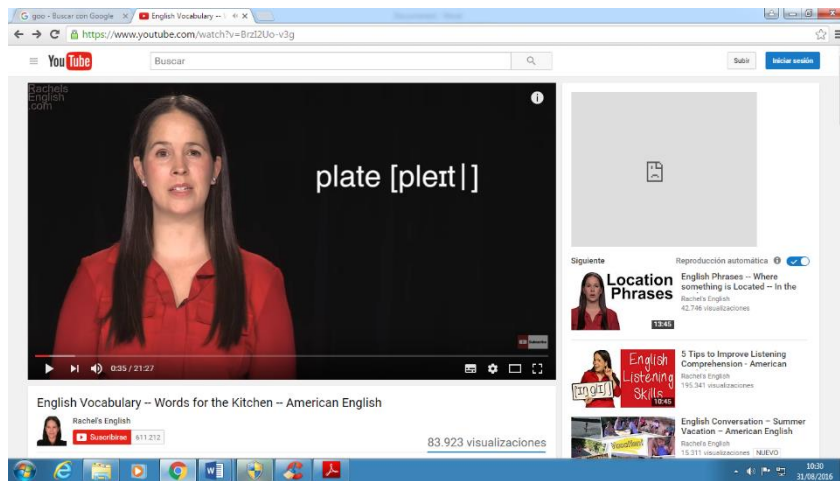 goo - Buscar con Google
English Vocabulary --
https://www.youtube.com/watch?v=BrzI2Uo-v3g
YouTube
Buscar
Subir
Iniciar sesión
Rachels
English
.com
plate [pleɪt|]
0:35 / 21:27
English Vocabulary -- Words for the Kitchen -- American English
Rachel's English
Suscribirse 611.212
83.923 visualizaciones
Siguiente
Reproducción automática
Location
Phrases
13:45
English Phrases -- Where
something is Located -- In the
Rachel's English
42.746 visualizaciones
English
Listening
Skills
10:45
5 Tips to Improve Listening
Comprehension - American
Rachel's English
195.341 visualizaciones
Vacation!
English Conversation – Summer
Vacation – American English
Rachel's English
15.311 visualizaciones NUEVO
10:30
31/08/2016